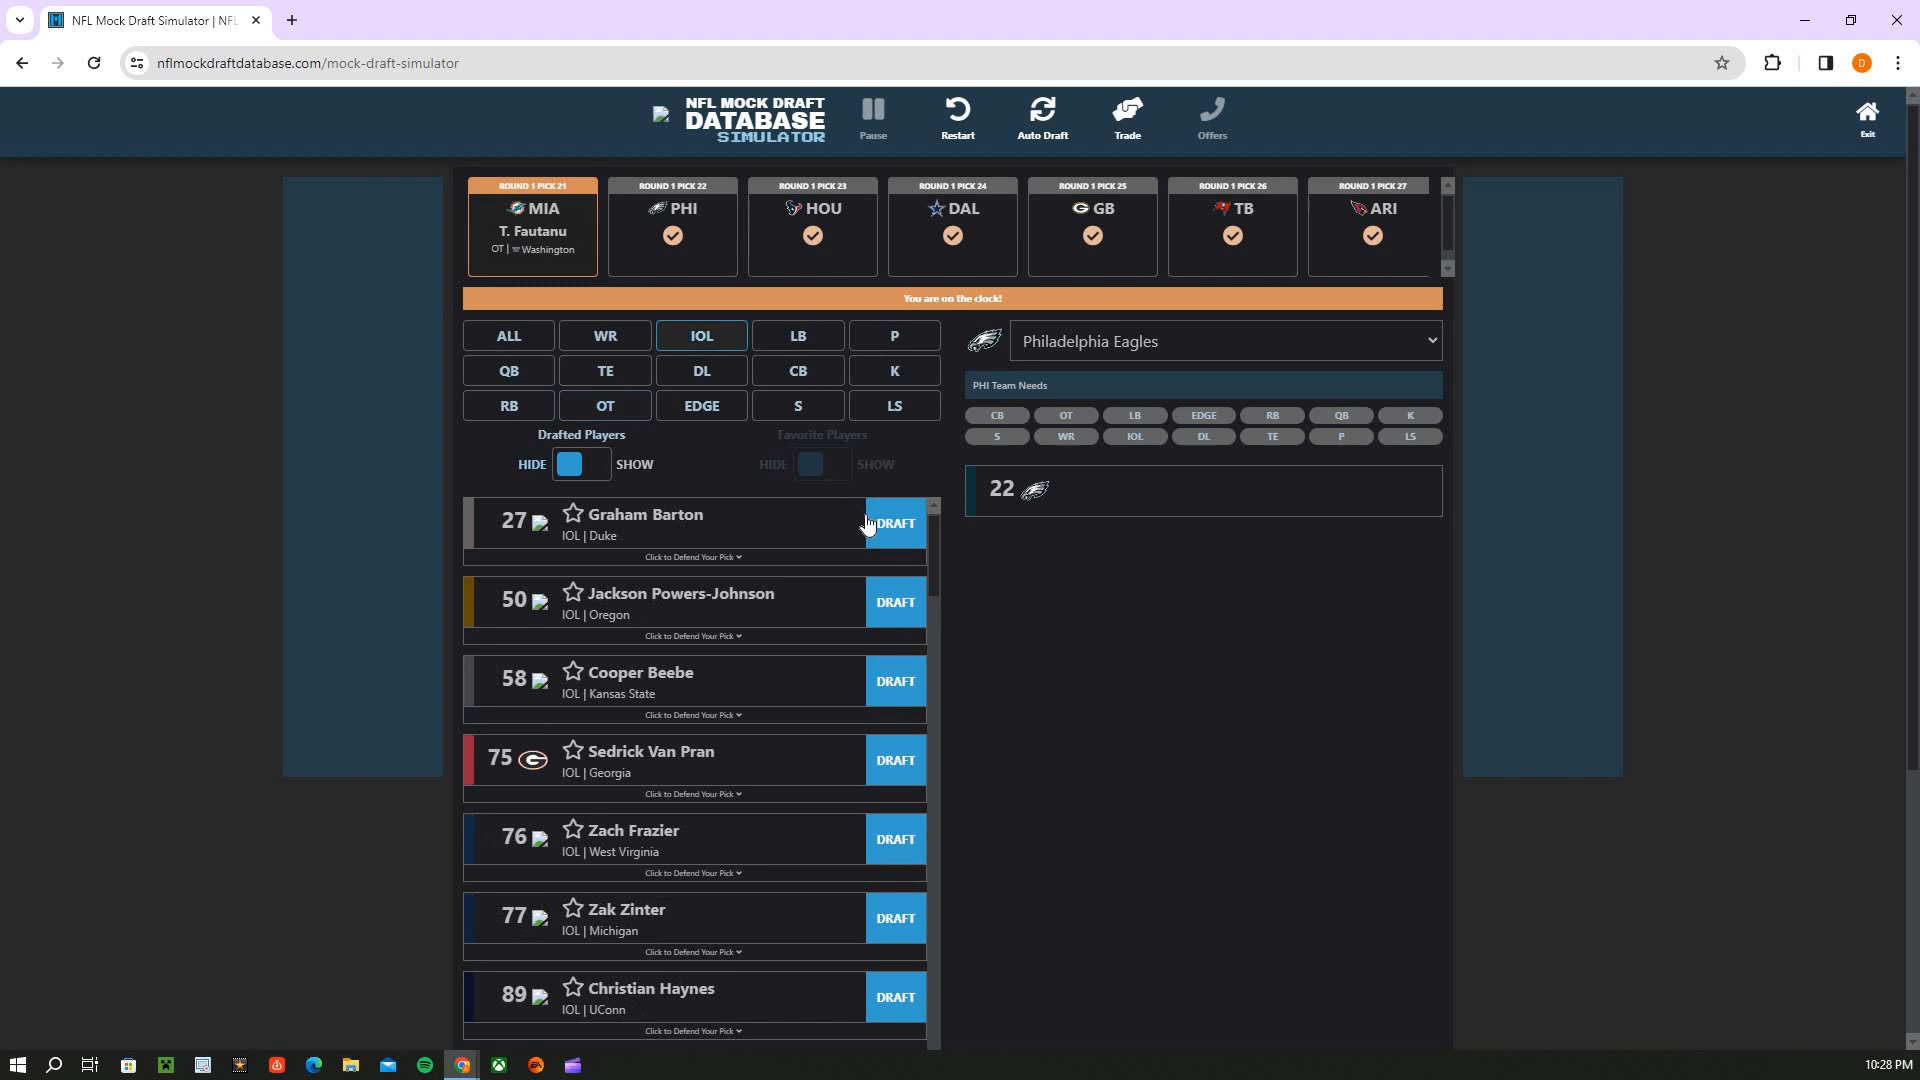 NFL Mock Draft Simulator | NFL
nflmockdraftdatabase.com/mock-draft-simulator
D
NFL MOCK DRAFT
DATABASE
SIMULATOR
Pause
Restart
Auto Draft
Trade
Offers
Exit
ROUND 1 PICK 21
MIA
T. Fautanu
OT | Washington
ROUND 1 PICK 22
PHI
ROUND 1 PICK 23
HOU
ROUND 1 PICK 24
DAL
ROUND 1 PICK 25
GB
ROUND 1 PICK 26
TB
ROUND 1 PICK 27
ARI
You are on the clock!
ALL WR IOL LB P
QB TE DL CB K
RB OT EDGE S LS
Drafted Players
HIDE SHOW
Favorite Players
HIDE SHOW
Philadelphia Eagles
PHI Team Needs
CB OT LB EDGE RB QB K
S WR IOL DL TE P LS
22
27 Graham Barton
IOL | Duke
DRAFT
Click to Defend Your Pick
50 Jackson Powers-Johnson
IOL | Oregon
DRAFT
Click to Defend Your Pick
58 Cooper Beebe
IOL | Kansas State
DRAFT
Click to Defend Your Pick
75 Sedrick Van Pran
IOL | Georgia
DRAFT
Click to Defend Your Pick
76 Zach Frazier
IOL | West Virginia
DRAFT
Click to Defend Your Pick
77 Zak Zinter
IOL | Michigan
DRAFT
Click to Defend Your Pick
89 Christian Haynes
IOL | UConn
DRAFT
Click to Defend Your Pick
10:28 PM